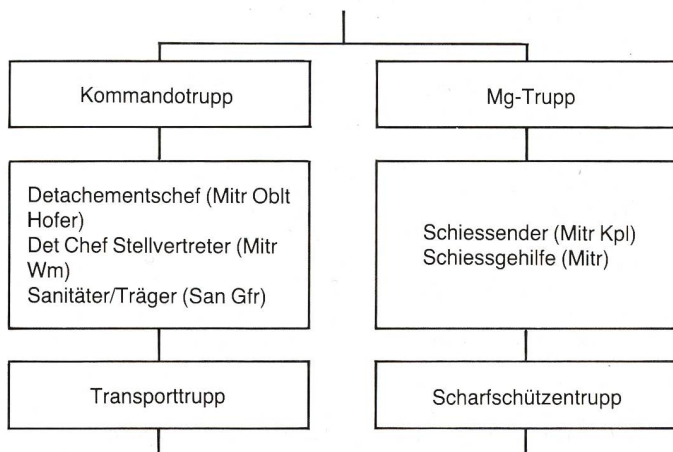 Kommandotrupp
Mg-Trupp
Detachementschef (Mitr Oblt
Hofer)
Det Chef Stellvertreter (Mitr
Wm)
Sanitäter/Träger (San Gfr)
Schiessender (Mitr Kpl)
Schiessgehilfe (Mitr)
Transporttrupp
Scharfschützentrupp